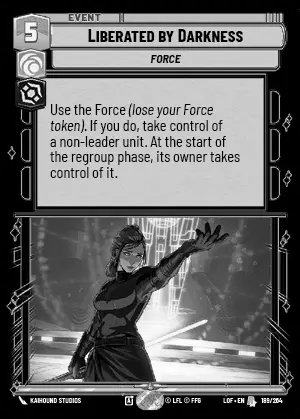 EVENT
5
LIBERATED BY DARKNESS
FORCE
Use the Force (lose your Force
token). If you do, take control of
a non-leader unit. At the start of
the regroup phase, its owner takes
control of it.
KAIHOUND STUDIOS
© LFL © FFG
LOF • EN
189/264